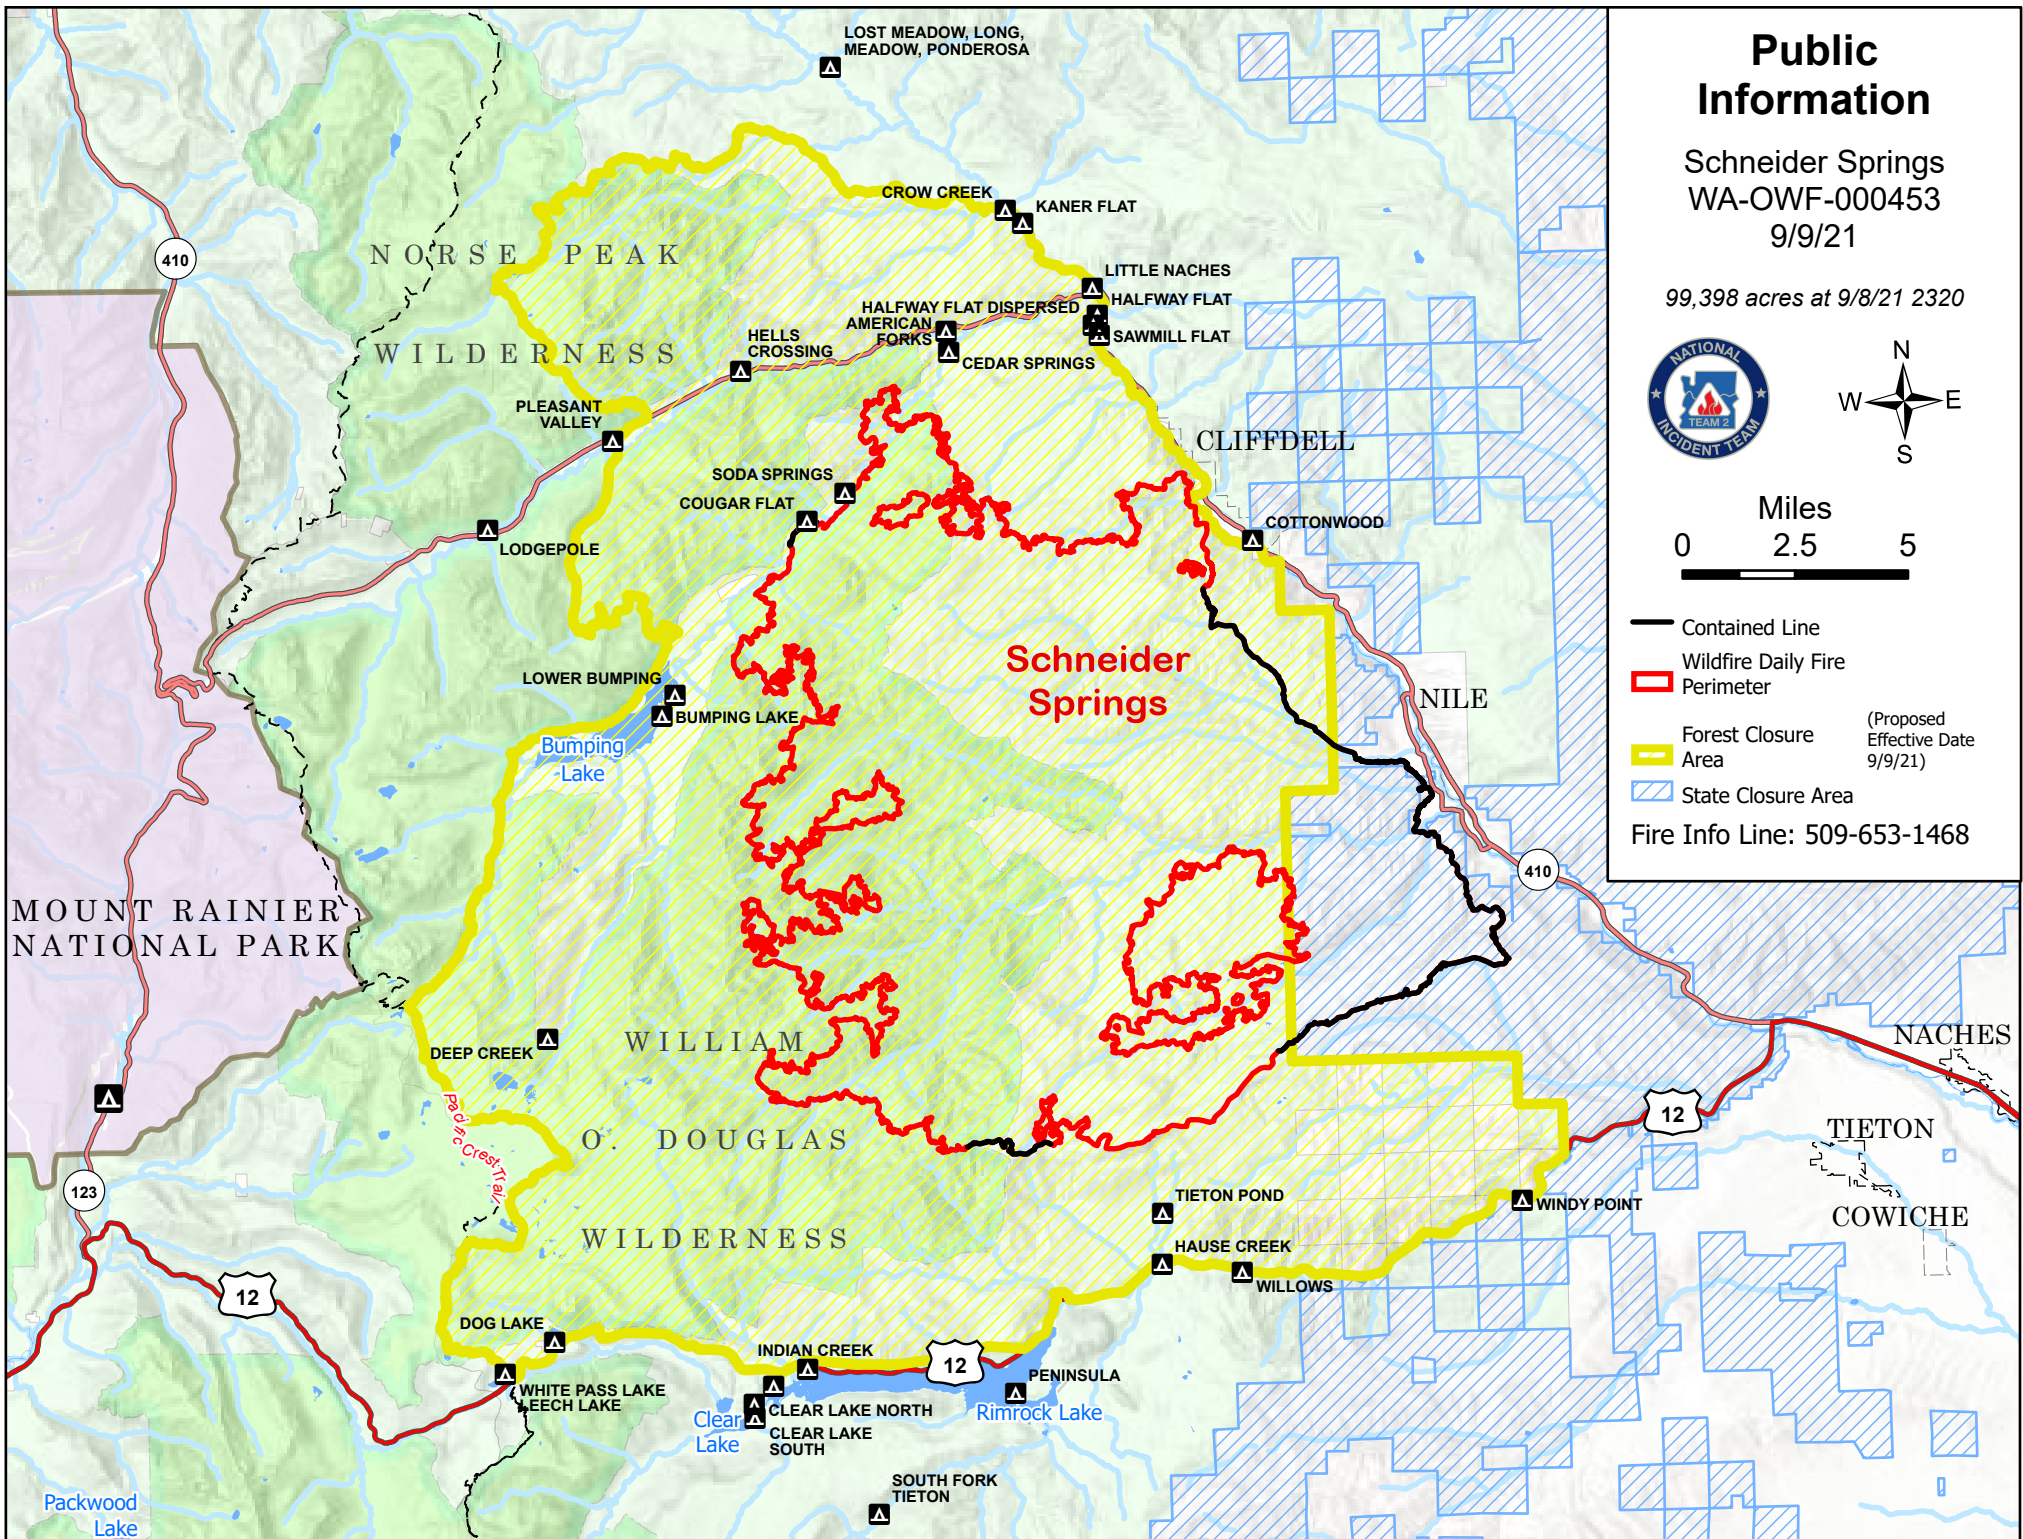 Public
Information
Schneider Springs
WA-OWF-000453
9/9/21
99,398 acres at 9/8/21 2320
NATIONAL
TEAM 2
INCIDENT TEAM
N
W
E
S
Miles
0 2.5 5
Contained Line
Wildfire Daily Fire
Perimeter
Forest Closure
Area
(Proposed
Effective Date
9/9/21)
State Closure Area
Fire Info Line: 509-653-1468
LOST MEADOW, LONG,
MEADOW, PONDEROSA
CROW CREEK
KANER FLAT
NORSE PEAK
WILDERNESS
410
LITTLE NACHES
HALFWAY FLAT DISPERSED
HALFWAY FLAT
AMERICAN
FORKS
SAWMILL FLAT
HELLS
CROSSING
CEDAR SPRINGS
PLEASANT
VALLEY
CLIFFDELL
SODA SPRINGS
COUGAR FLAT
COTTONWOOD
LODGEPOLE
Schneider
Springs
LOWER BUMPING
BUMPING LAKE
NILE
Bumping
Lake
410
MOUNT RAINIER
NATIONAL PARK
DEEP CREEK
WILLIAM
O. DOUGLAS
WILDERNESS
Pacific Crest Trail
NACHES
12
TIETON
COWICHE
123
TIETON POND
WINDY POINT
HAUSE CREEK
WILLOWS
12
DOG LAKE
INDIAN CREEK
12
WHITE PASS LAKE
LEECH LAKE
PENINSULA
CLEAR LAKE NORTH
Rimrock Lake
Clear
Lake
CLEAR LAKE
SOUTH
SOUTH FORK
TIETON
Packwood
Lake